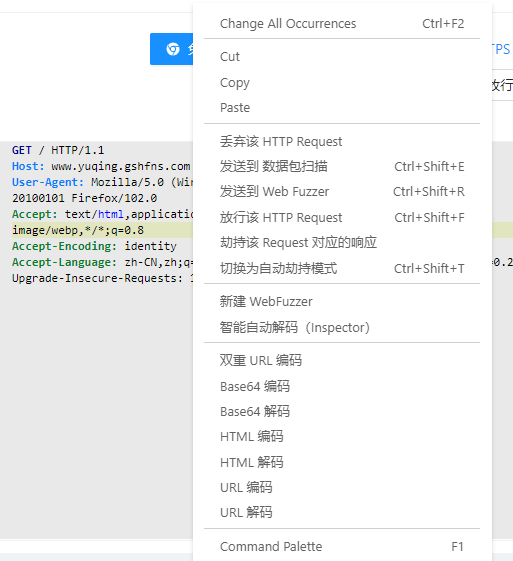 Change All Occurrences Ctrl+F2
TPS
Cut
Copy
放行
Paste
丢弃该 HTTP Request
GET / HTTP/1.1
发送到 数据包扫描 Ctrl+Shift+E
Host: www.yuqing.gshfns.com
User-Agent: Mozilla/5.0 (Win
发送到 Web Fuzzer Ctrl+Shift+R
20100101 Firefox/102.0
Accept: text/html,applicatio
放行该 HTTP Request Ctrl+Shift+F
image/webp,*/*;q=0.8
劫持该 Request 对应的响应
Accept-Encoding: identity
Accept-Language: zh-CN,zh;q= =0.2
切换为自动劫持模式 Ctrl+Shift+T
Upgrade-Insecure-Requests: 1
新建 WebFuzzer
智能自动解码（Inspector）
双重 URL 编码
Base64 编码
Base64 解码
HTML 编码
HTML 解码
URL 编码
URL 解码
Command Palette F1